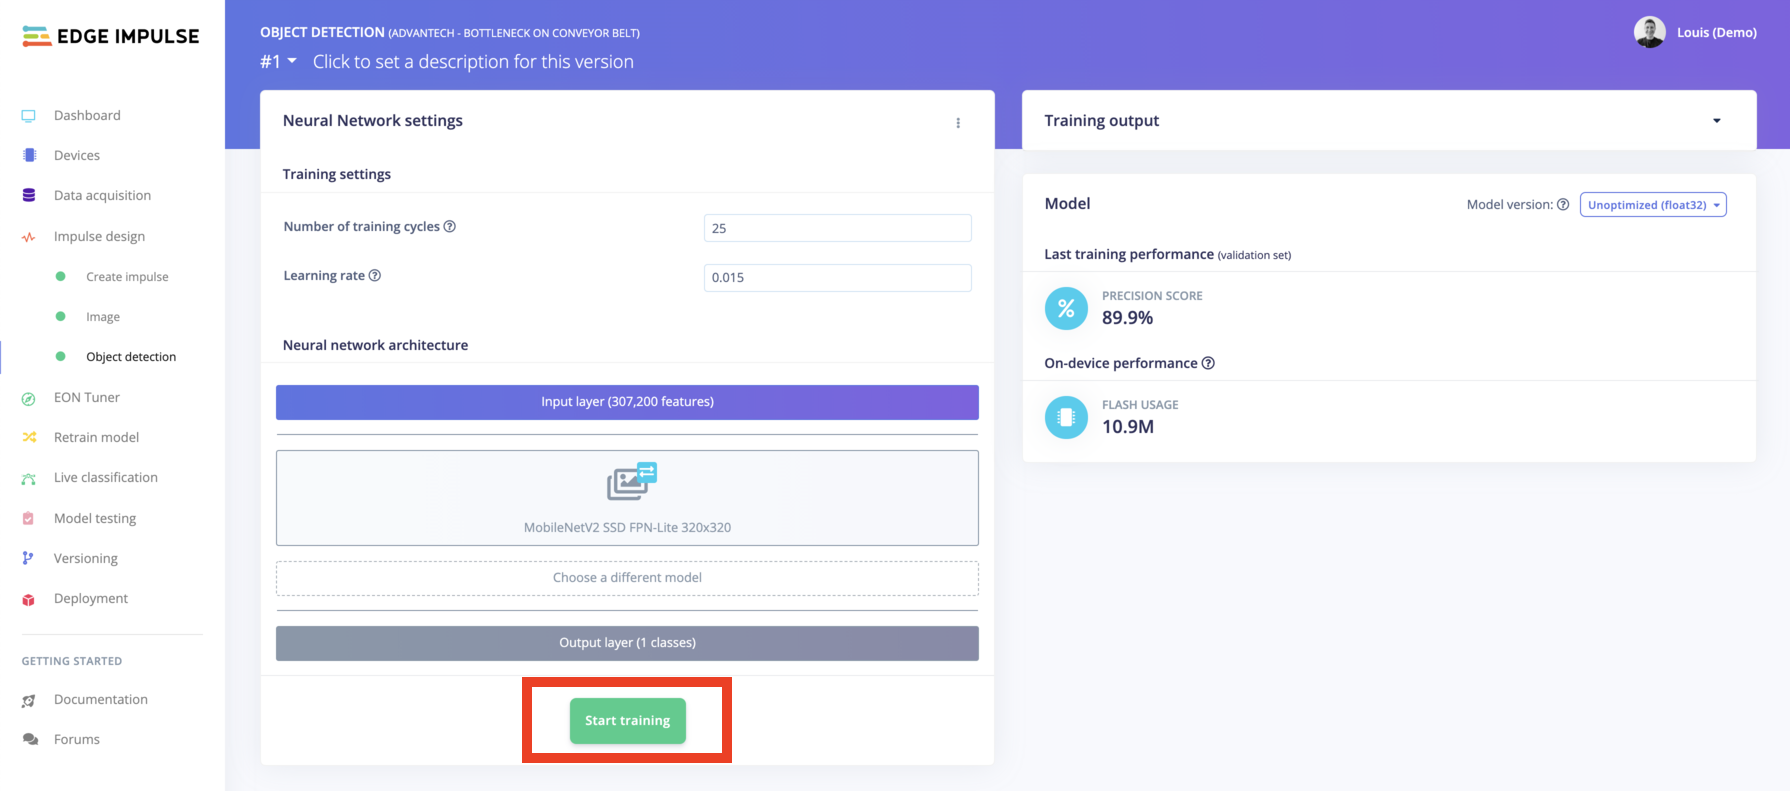 EDGE IMPULSE
Dashboard
Devices
Data acquisition
Impulse design
Create impulse
Image
Object detection
EON Tuner
Retrain model
Live classification
Model testing
Versioning
Deployment
GETTING STARTED
Documentation
Forums
OBJECT DETECTION (ADVANTECH - BOTTLENECK ON CONVEYOR BELT)
#1 Click to set a description for this version
Louis (Demo)
Neural Network settings
Training settings
Number of training cycles ?
25
Learning rate ?
0.015
Neural network architecture
Input layer (307,200 features)
MobileNetV2 SSD FPN-Lite 320x320
Choose a different model
Output layer (1 classes)
Start training
Training output
Model
Model version: ? Unoptimized (float32)
Last training performance (validation set)
%
PRECISION SCORE
89.9%
On-device performance ?
FLASH USAGE
10.9M